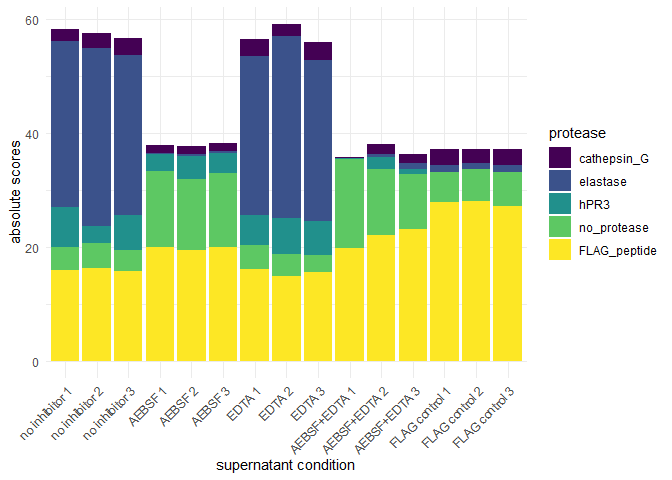 60
40
20
0
absolute scores
no inhibitor 1
no inhibitor 2
no inhibitor 3
AEBSF 1
AEBSF 2
AEBSF 3
EDTA 1
EDTA 2
EDTA 3
AEBSF+EDTA 1
AEBSF+EDTA 2
AEBSF+EDTA 3
FLAG control 1
FLAG control 2
FLAG control 3
supernatant condition
protease
cathepsin_G
elastase
hPR3
no_protease
FLAG_peptide